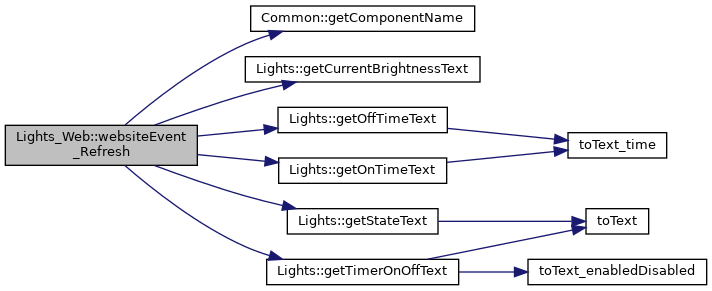 Common::getComponentName
Lights::getCurrentBrightnessText
Lights_Web::websiteEvent
_Refresh
Lights::getOffTimeText
toText_time
Lights::getOnTimeText
Lights::getStateText
toText
Lights::getTimerOnOffText
toText_enabledDisabled